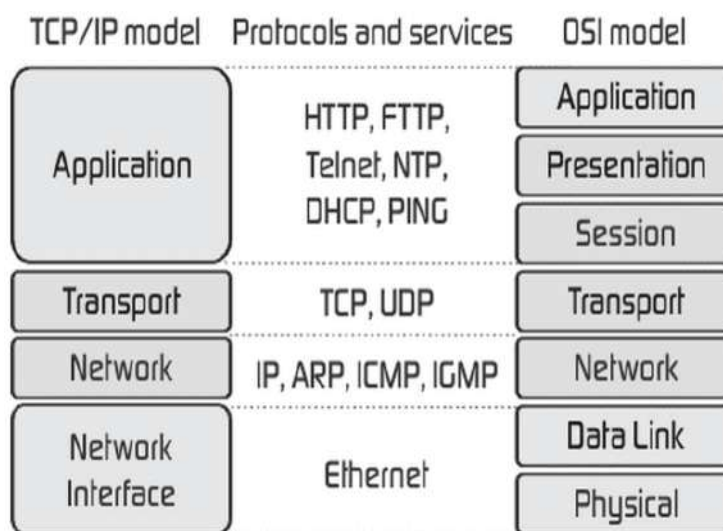 TCP/IP model Protocols and services OSI model
Application
HTTP, FTTP,
Telnet, NTP,
DHCP, PING
Application
Presentation
Session
Transport TCP, UDP Transport
Network IP, ARP, ICMP, IGMP Network
Network
Interface
Ethernet
Data Link
Physical